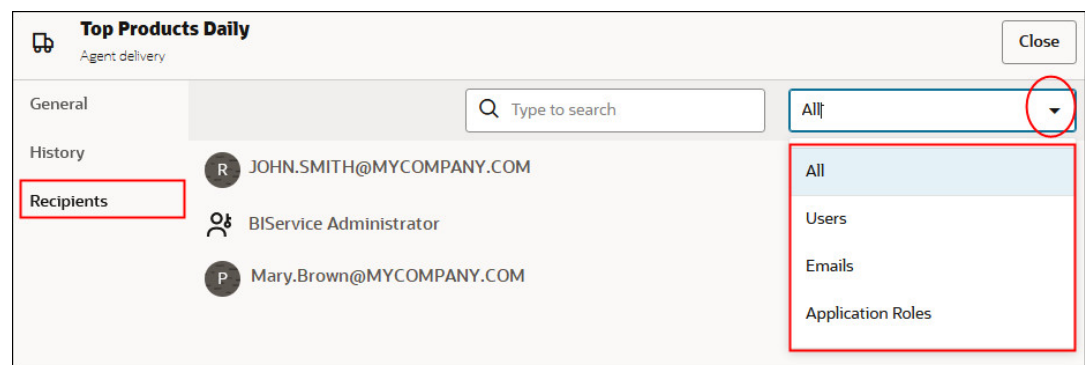 Top Products Daily
Agent delivery
Close
General
History
Recipients
Type to search
All
R JOHN.SMITH@MYCOMPANY.COM
BIService Administrator
P Mary.Brown@MYCOMPANY.COM
All
Users
Emails
Application Roles